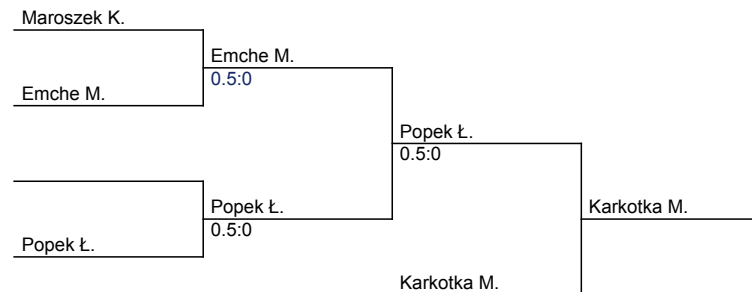 Maroszek K.
Emche M.
0.5:0
Emche M.
Popek Ł.
0.5:0
Popek Ł.
0.5:0
Karkotka M.
Popek Ł.
Karkotka M.